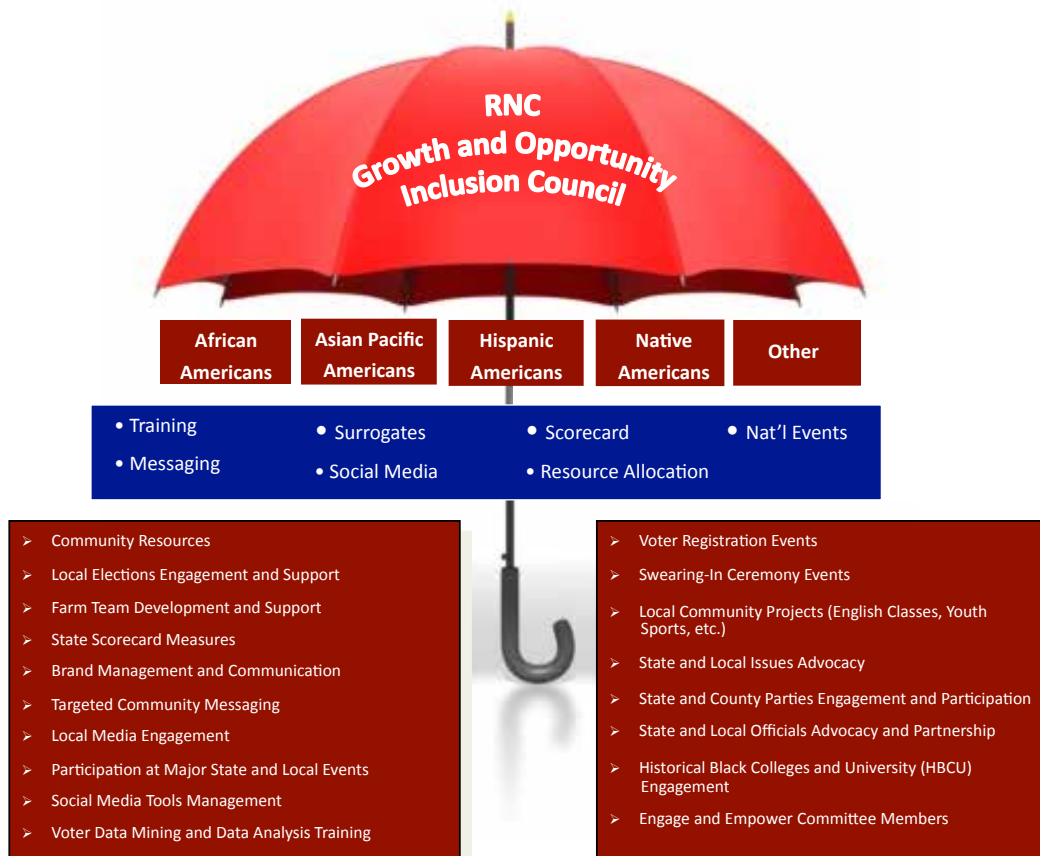 RNC
Growth and Opportunity
Inclusion Council
African
Americans
Asian Pacific
Americans
Hispanic
Americans
Native
Americans
Other
• Training
• Surrogates
• Scorecard
• Nat'l Events
• Messaging
• Social Media
• Resource Allocation
➢ Community Resources
➢ Local Elections Engagement and Support
➢ Farm Team Development and Support
➢ State Scorecard Measures
➢ Brand Management and Communication
➢ Targeted Community Messaging
➢ Local Media Engagement
➢ Participation at Major State and Local Events
➢ Social Media Tools Management
➢ Voter Data Mining and Data Analysis Training
➢ Voter Registration Events
➢ Swearing-In Ceremony Events
➢ Local Community Projects (English Classes, Youth
Sports, etc.)
➢ State and Local Issues Advocacy
➢ State and County Parties Engagement and Participation
➢ State and Local Officials Advocacy and Partnership
➢ Historical Black Colleges and University (HBCU)
Engagement
➢ Engage and Empower Committee Members